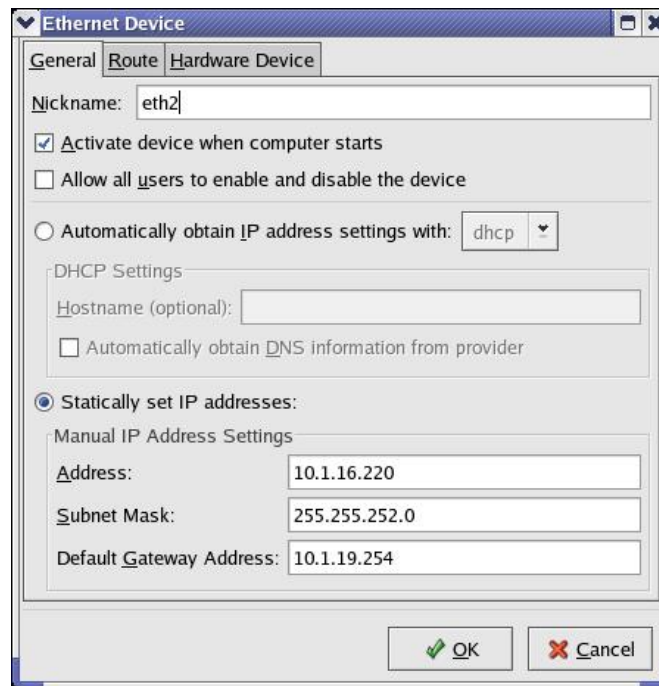 Ethernet Device
General Route Hardware Device
Nickname: eth2
Activate device when computer starts
Allow all users to enable and disable the device
Automatically obtain IP address settings with: dhcp
DHCP Settings
Hostname (optional):
Automatically obtain DNS information from provider
Statically set IP addresses:
Manual IP Address Settings
Address: 10.1.16.220
Subnet Mask: 255.255.252.0
Default Gateway Address: 10.1.19.254
OK Cancel